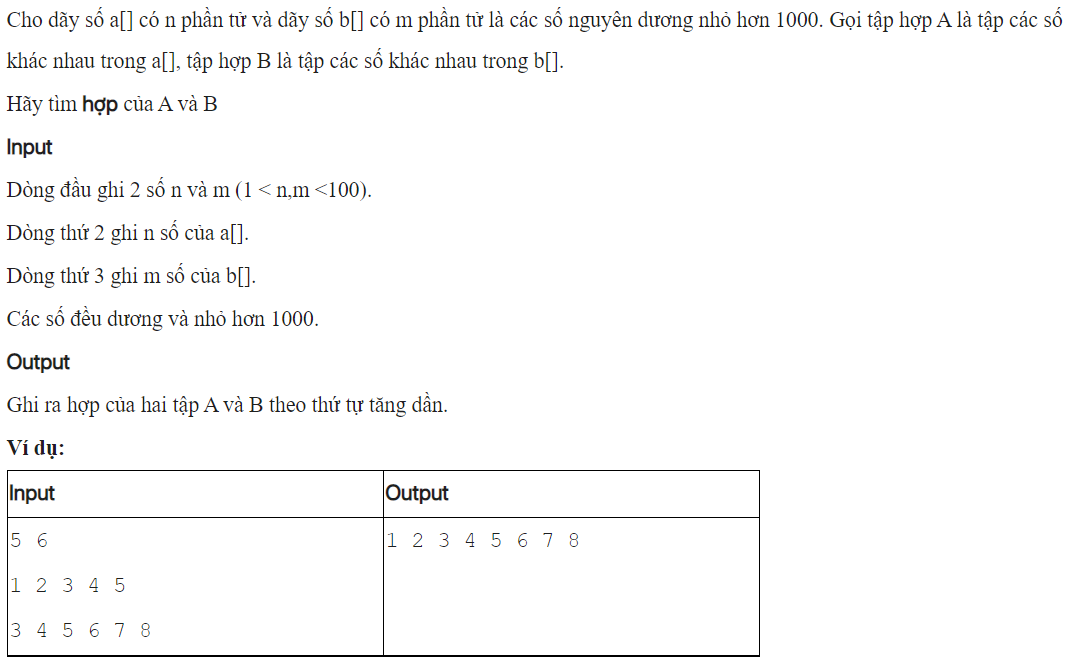 Cho dãy số a[] có n phần tử và dãy số b[] có m phần tử là các số nguyên dương nhỏ hơn 1000. Gọi tập hợp A là tập các số
khác nhau trong a[], tập hợp B là tập các số khác nhau trong b[].
Hãy tìm hợp của A và B
Input
Dòng đầu ghi 2 số n và m (1 < n,m <100).
Dòng thứ 2 ghi n số của a[].
Dòng thứ 3 ghi m số của b[].
Các số đều dương và nhỏ hơn 1000.
Output
Ghi ra hợp của hai tập A và B theo thứ tự tăng dần.
Ví dụ:
Input Output
5 6 1 2 3 4 5 6 7 8
1 2 3 4 5
3 4 5 6 7 8